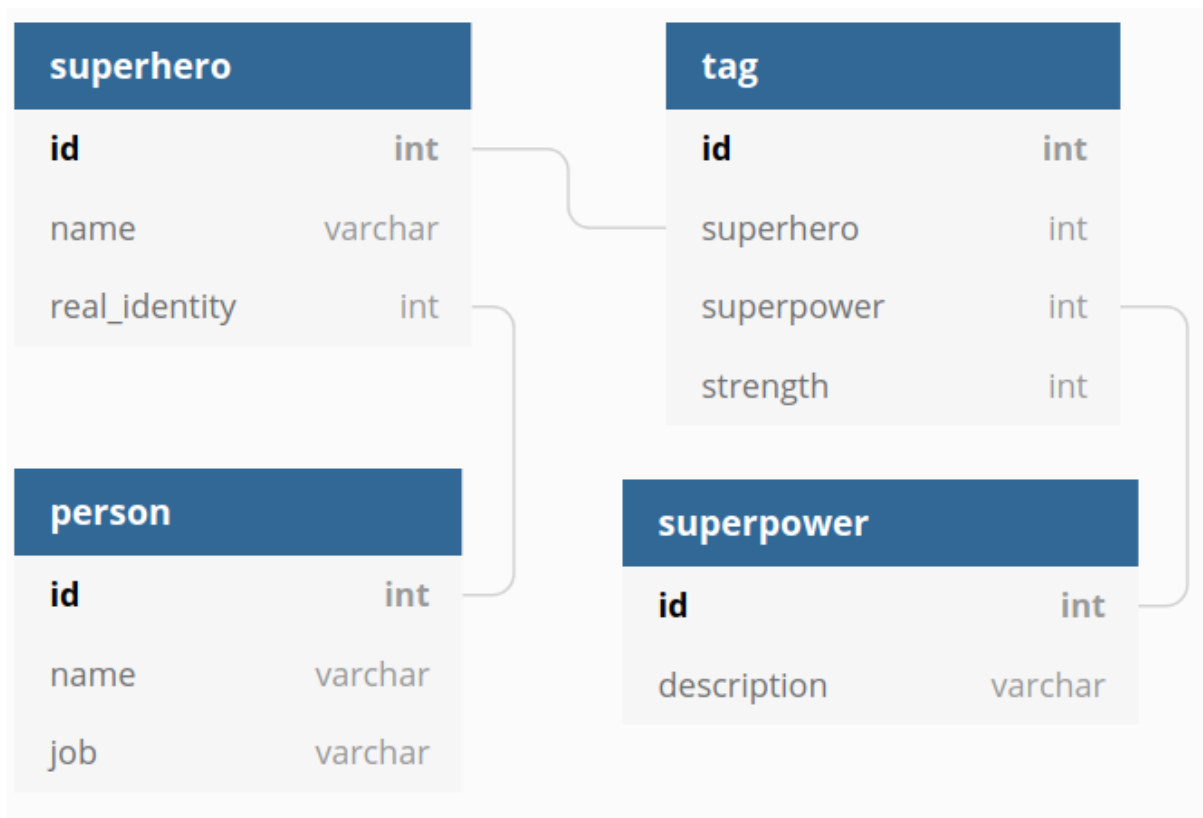 superhero
id int
name varchar
real_identity int
tag
id int
superhero int
superpower int
strength int
person
id int
name varchar
job varchar
superpower
id int
description varchar